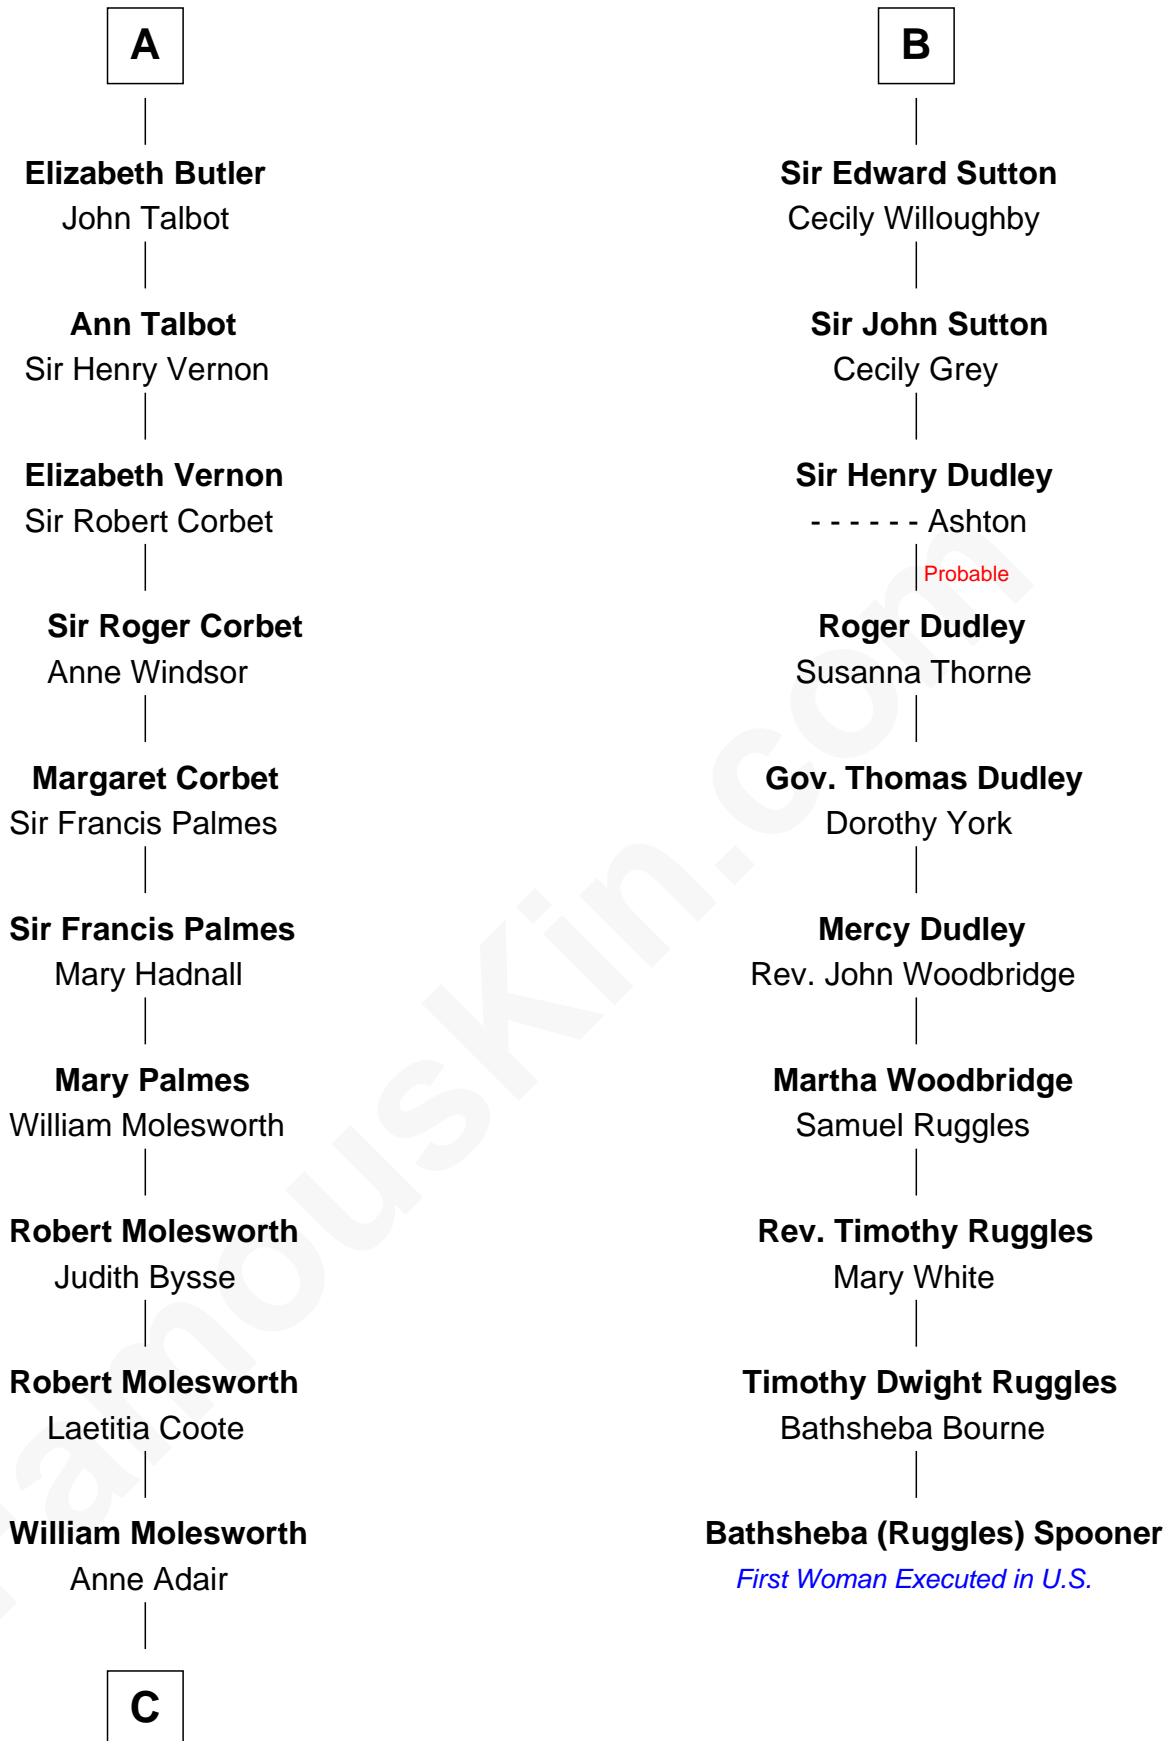 A
Elizabeth Butler
John Talbot
Ann Talbot
Sir Henry Vernon
Elizabeth Vernon
Sir Robert Corbet
Sir Roger Corbet
Anne Windsor
Margaret Corbet
Sir Francis Palmes
Sir Francis Palmes
Mary Hadnall
Mary Palmes
William Molesworth
Robert Molesworth
Judith Bysse
Robert Molesworth
Laetitia Coote
William Molesworth
Anne Adair
C
B
Sir Edward Sutton
Cecily Willoughby
Sir John Sutton
Cecily Grey
Sir Henry Dudley
- - - - - - Ashton
Probable
Roger Dudley
Susanna Thorne
Gov. Thomas Dudley
Dorothy York
Mercy Dudley
Rev. John Woodbridge
Martha Woodbridge
Samuel Ruggles
Rev. Timothy Ruggles
Mary White
Timothy Dwight Ruggles
Bathsheba Bourne
Bathsheba (Ruggles) Spooner
First Woman Executed in U.S.
FamousKin.com